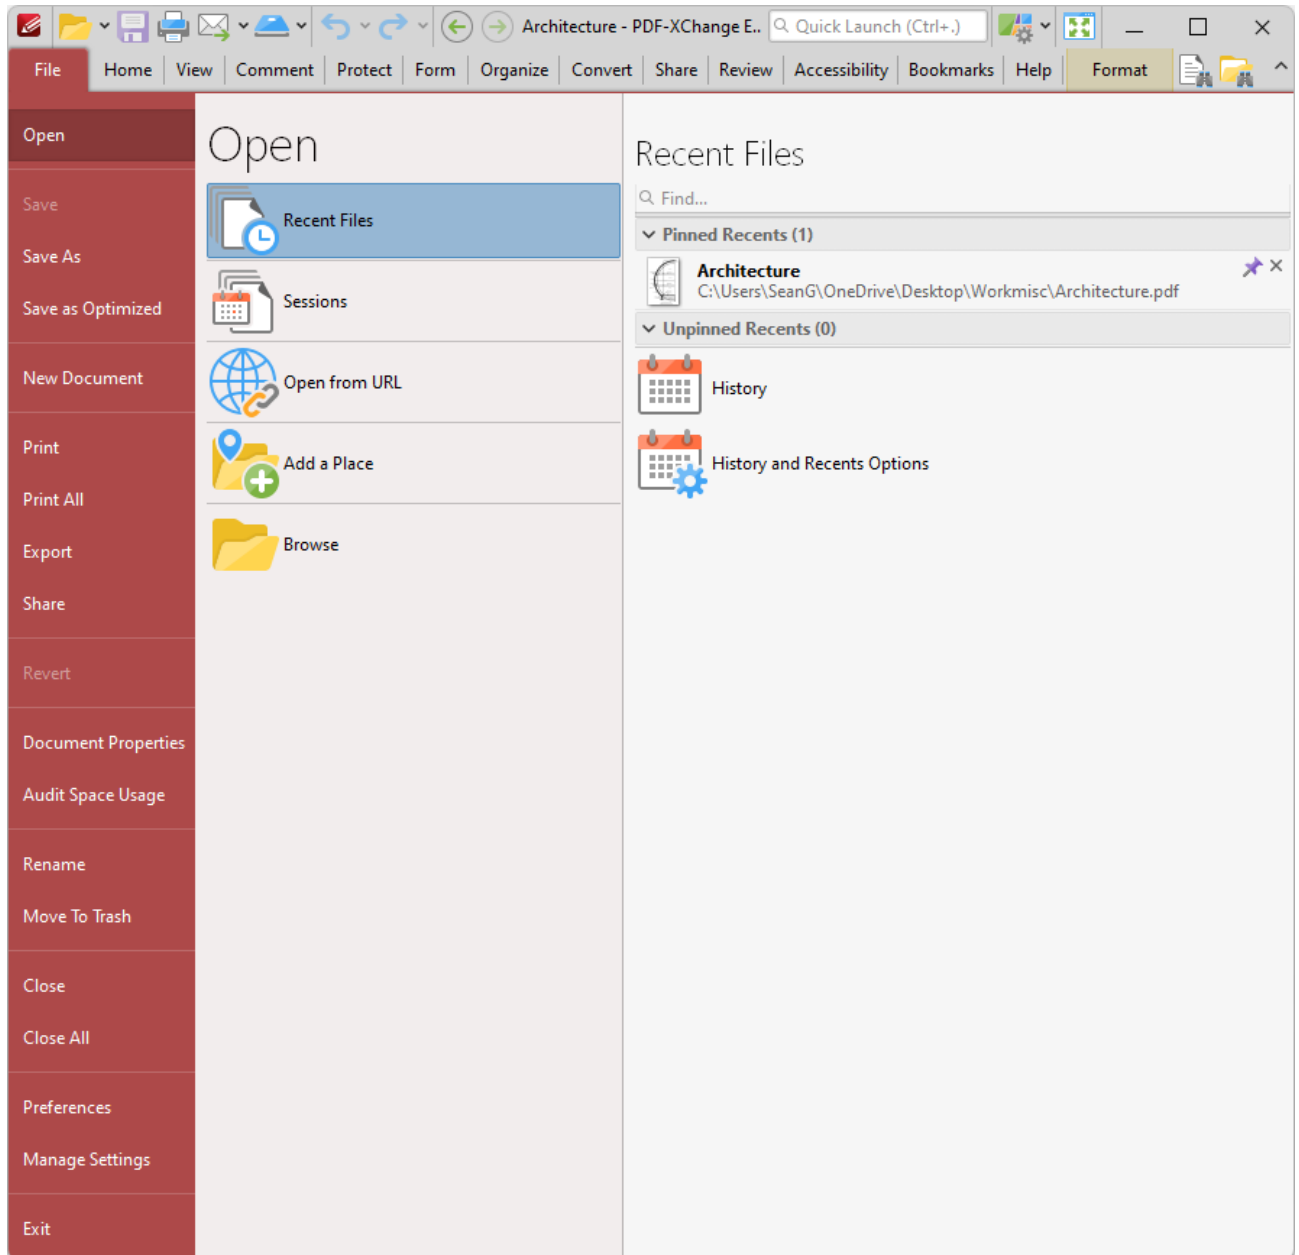 Architecture - PDF-XChange E..
Quick Launch (Ctrl+.)
File Home View Comment Protect Form Organize Convert Share Review Accessibility Bookmarks Help Format
Open
Save
Save As
Save as Optimized
New Document
Print
Print All
Export
Share
Revert
Document Properties
Audit Space Usage
Rename
Move To Trash
Close
Close All
Preferences
Manage Settings
Exit
Open
Recent Files
Sessions
Open from URL
Add a Place
Browse
Recent Files
Find...
Pinned Recents (1)
Architecture
C:\Users\SeanG\OneDrive\Desktop\Workmisc\Architecture.pdf
Unpinned Recents (0)
History
History and Recents Options